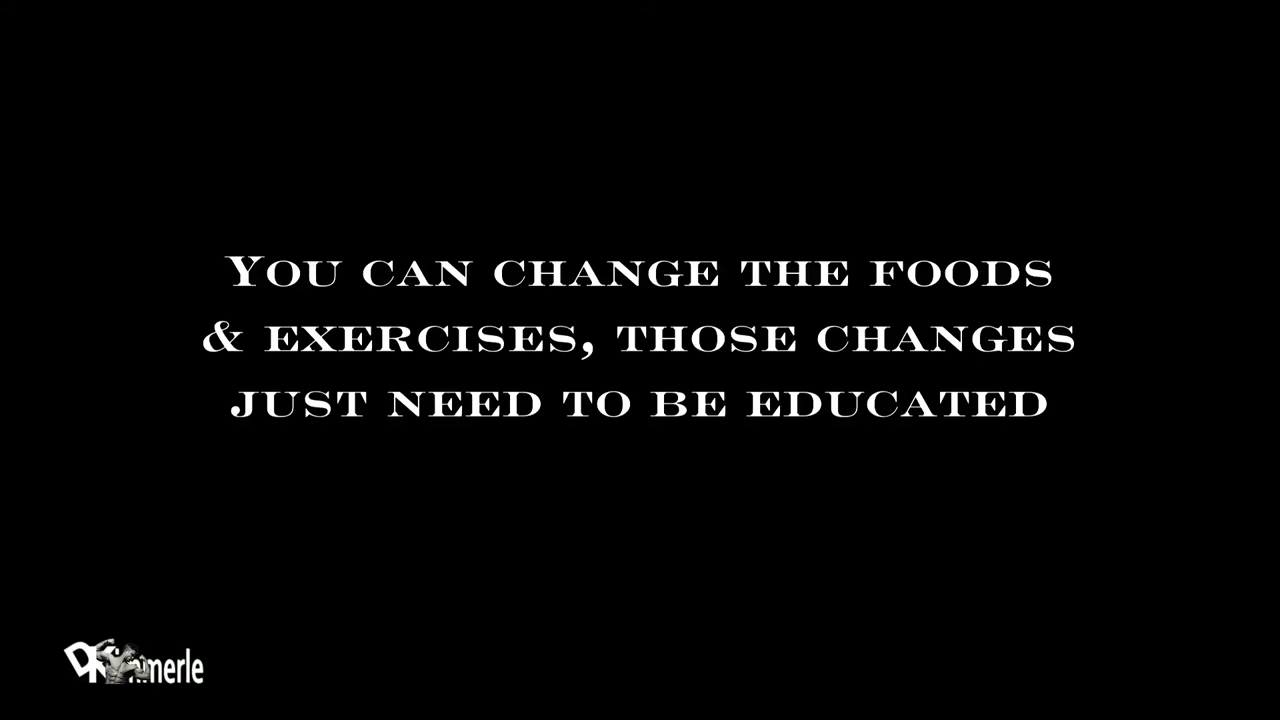 You can change the foods
& exercises, those changes
just need to be educated